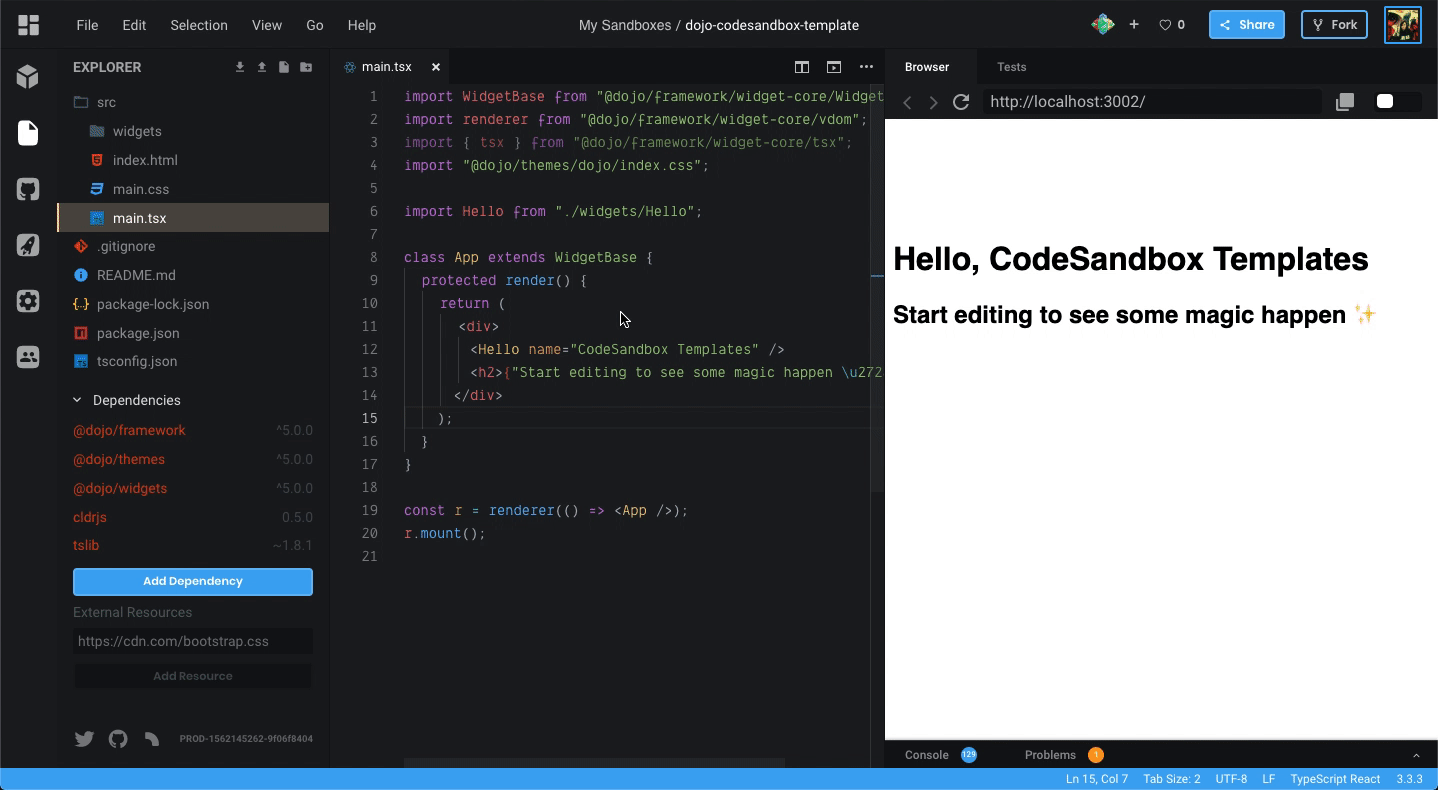 File Edit Selection View Go Help
My Sandboxes / dojo-codesandbox-template
0
Share
Fork
EXPLORER
src
widgets
index.html
main.css
main.tsx
.gitignore
README.md
package-lock.json
package.json
tsconfig.json
Dependencies
@dojo/framework ^5.0.0
@dojo/themes ^5.0.0
@dojo/widgets ^5.0.0
cldrjs 0.5.0
tslib ~1.8.1
Add Dependency
External Resources
https://cdn.com/bootstrap.css
Add Resource
PROD-1562145262-9f06f8404
main.tsx
1 import WidgetBase from "@dojo/framework/widget-core/Widget
2 import renderer from "@dojo/framework/widget-core/vdom";
3 import { tsx } from "@dojo/framework/widget-core/tsx";
4 import "@dojo/themes/dojo/index.css";
5
6 import Hello from "./widgets/Hello";
7
8 class App extends WidgetBase {
9 protected render() {
10 return (
11 <div>
12 <Hello name="CodeSandbox Templates" />
13 <h2>{"Start editing to see some magic happen \u272
14 </div>
15 );
16 }
17 }
18
19 const r = renderer(() => <App />);
20 r.mount();
21
Browser Tests
http://localhost:3002/
Hello, CodeSandbox Templates
Start editing to see some magic happen ✨
Console 129 Problems 1
Ln 15, Col 7 Tab Size: 2 UTF-8 LF TypeScript React 3.3.3